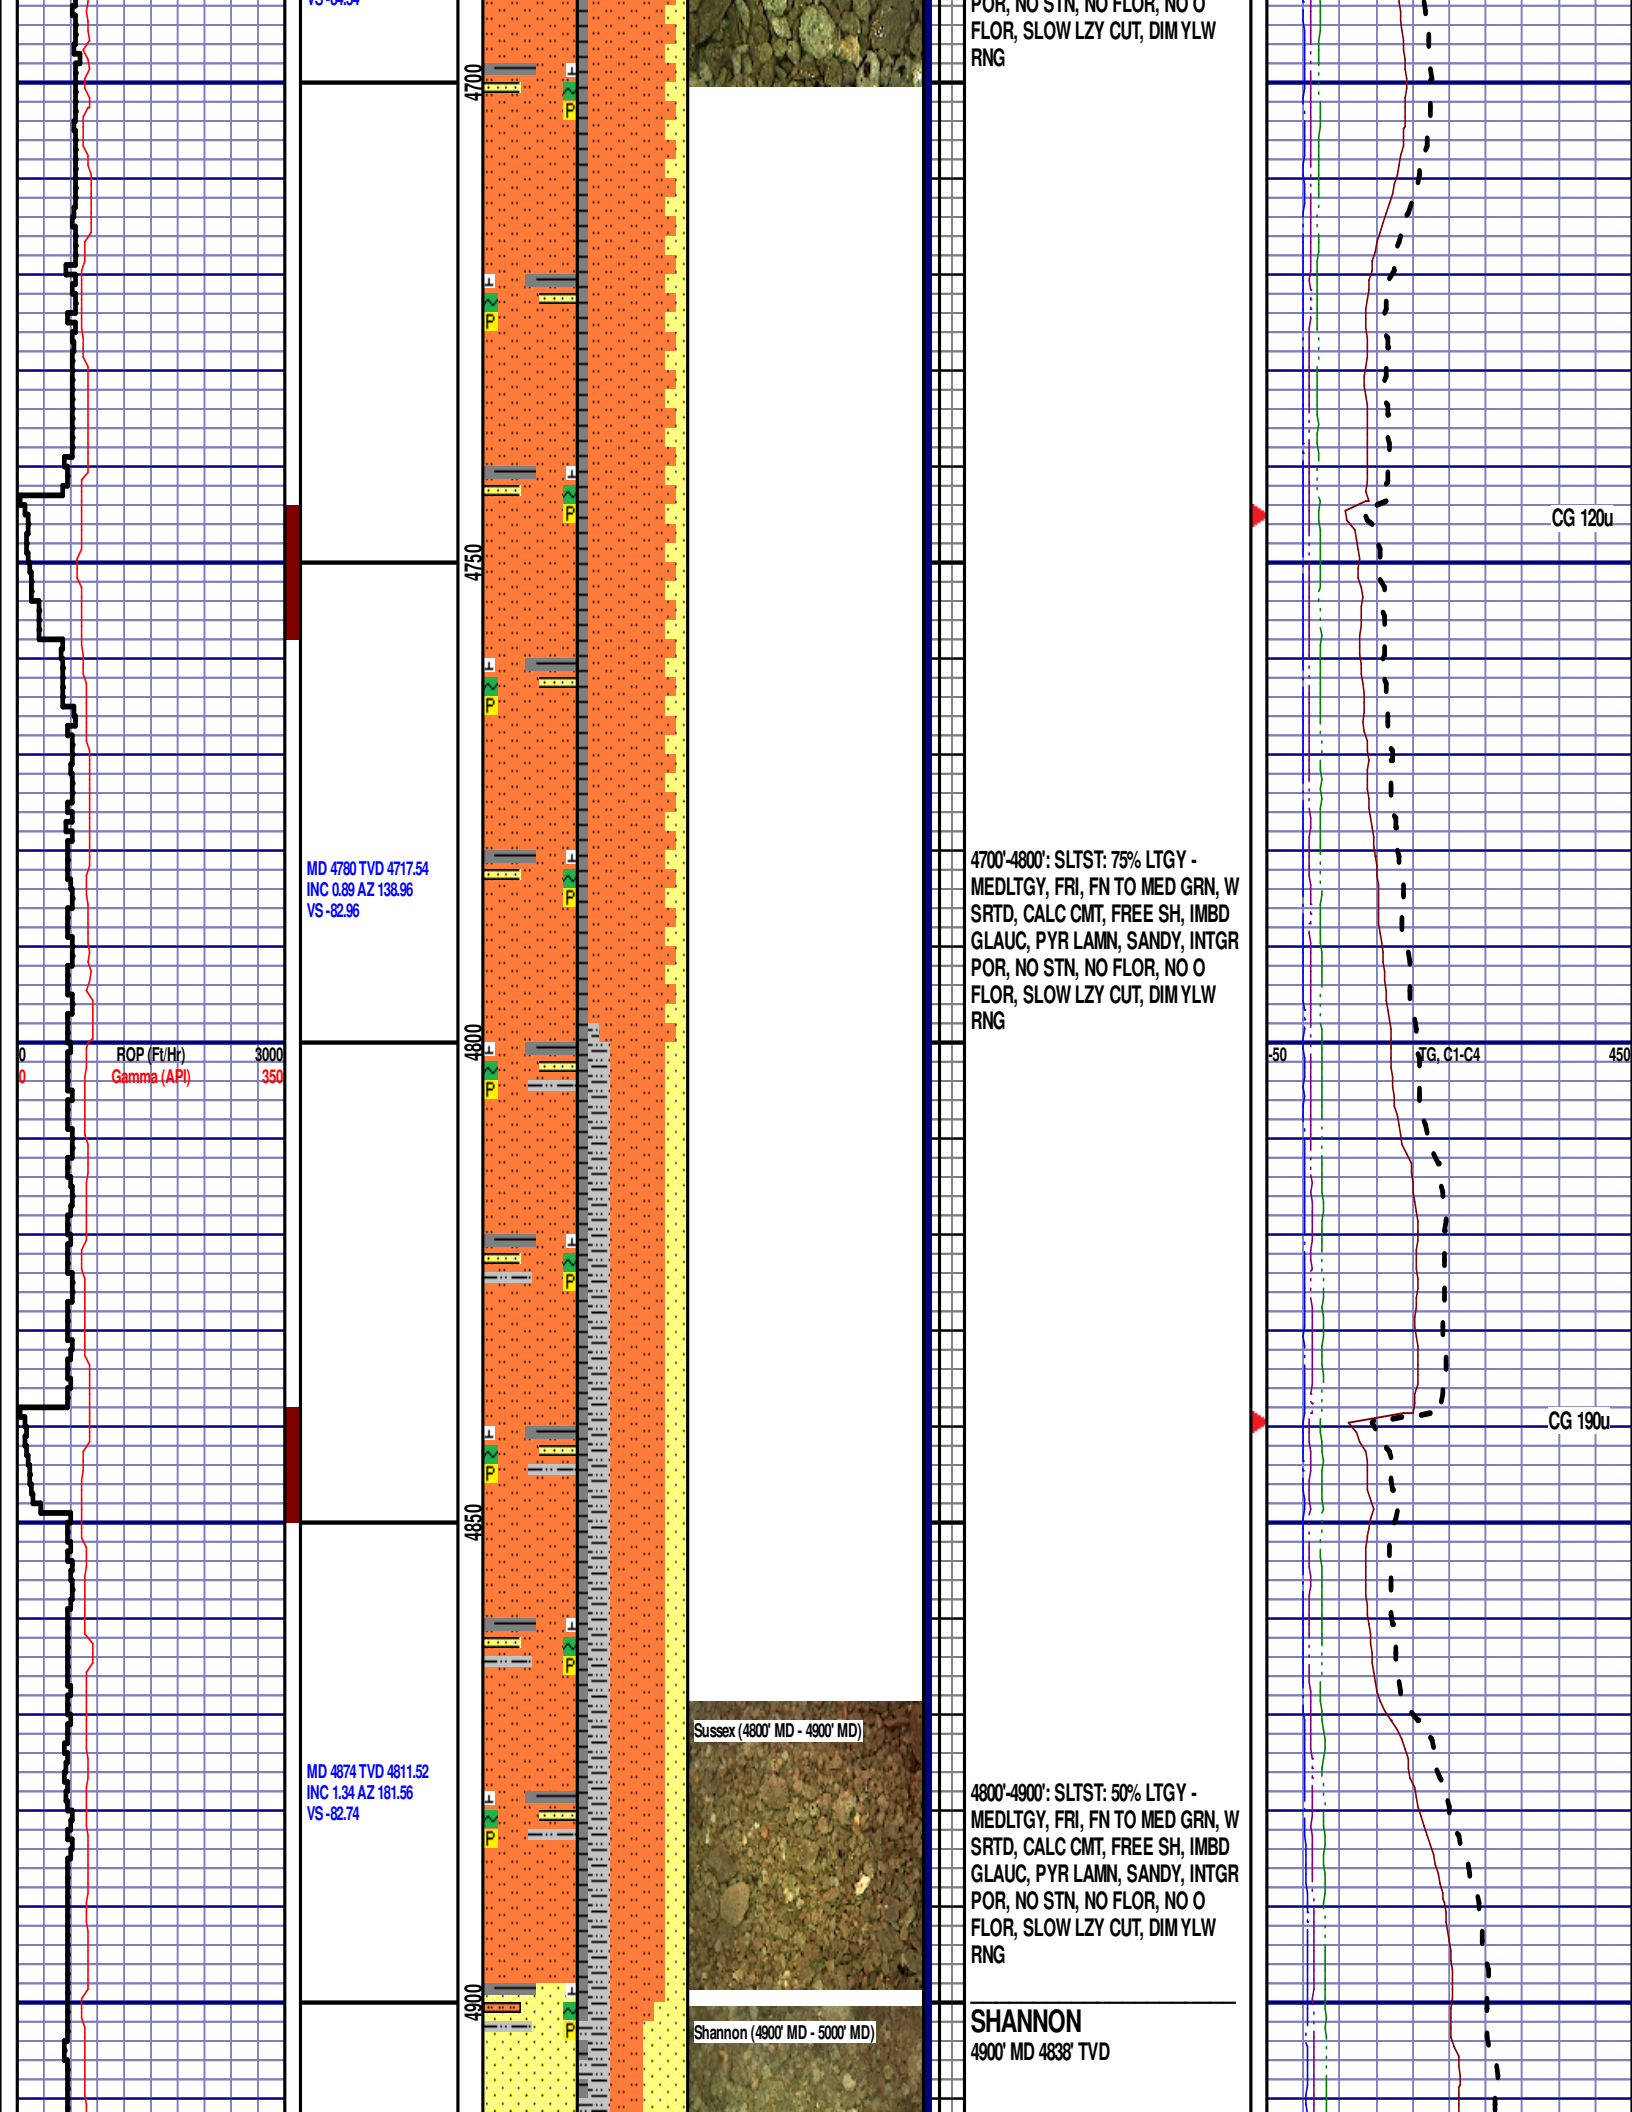 VS -84.54
POR, NO STN, NO FLOR, NO O
FLOR, SLOW LZY CUT, DIM YLW
RNG
4700
P
P
P
CG 120u
4750
P
MD 4780 TVD 4717.54
INC 0.89 AZ 138.96
VS -82.96
P
4700'-4800': SLTST: 75% LTGY -
MEDLTGY, FRI, FN TO MED GRN, W
SRTD, CALC CMT, FREE SH, IMBD
GLAUC, PYR LAMN, SANDY, INTGR
POR, NO STN, NO FLOR, NO O
FLOR, SLOW LZY CUT, DIM YLW
RNG
4800
0 ROP (Ft/Hr) 3000
0 Gamma (API) 350
-50 TG, C1-C4 450
P
P
CG 190u
P
4850
P
Sussex (4800' MD - 4900' MD)
MD 4874 TVD 4811.52
INC 1.34 AZ 181.56
VS -82.74
P
4800'-4900': SLTST: 50% LTGY -
MEDLTGY, FRI, FN TO MED GRN, W
SRTD, CALC CMT, FREE SH, IMBD
GLAUC, PYR LAMN, SANDY, INTGR
POR, NO STN, NO FLOR, NO O
FLOR, SLOW LZY CUT, DIM YLW
RNG
4900
P
Shannon (4900' MD - 5000' MD)
SHANNON
4900' MD 4838' TVD